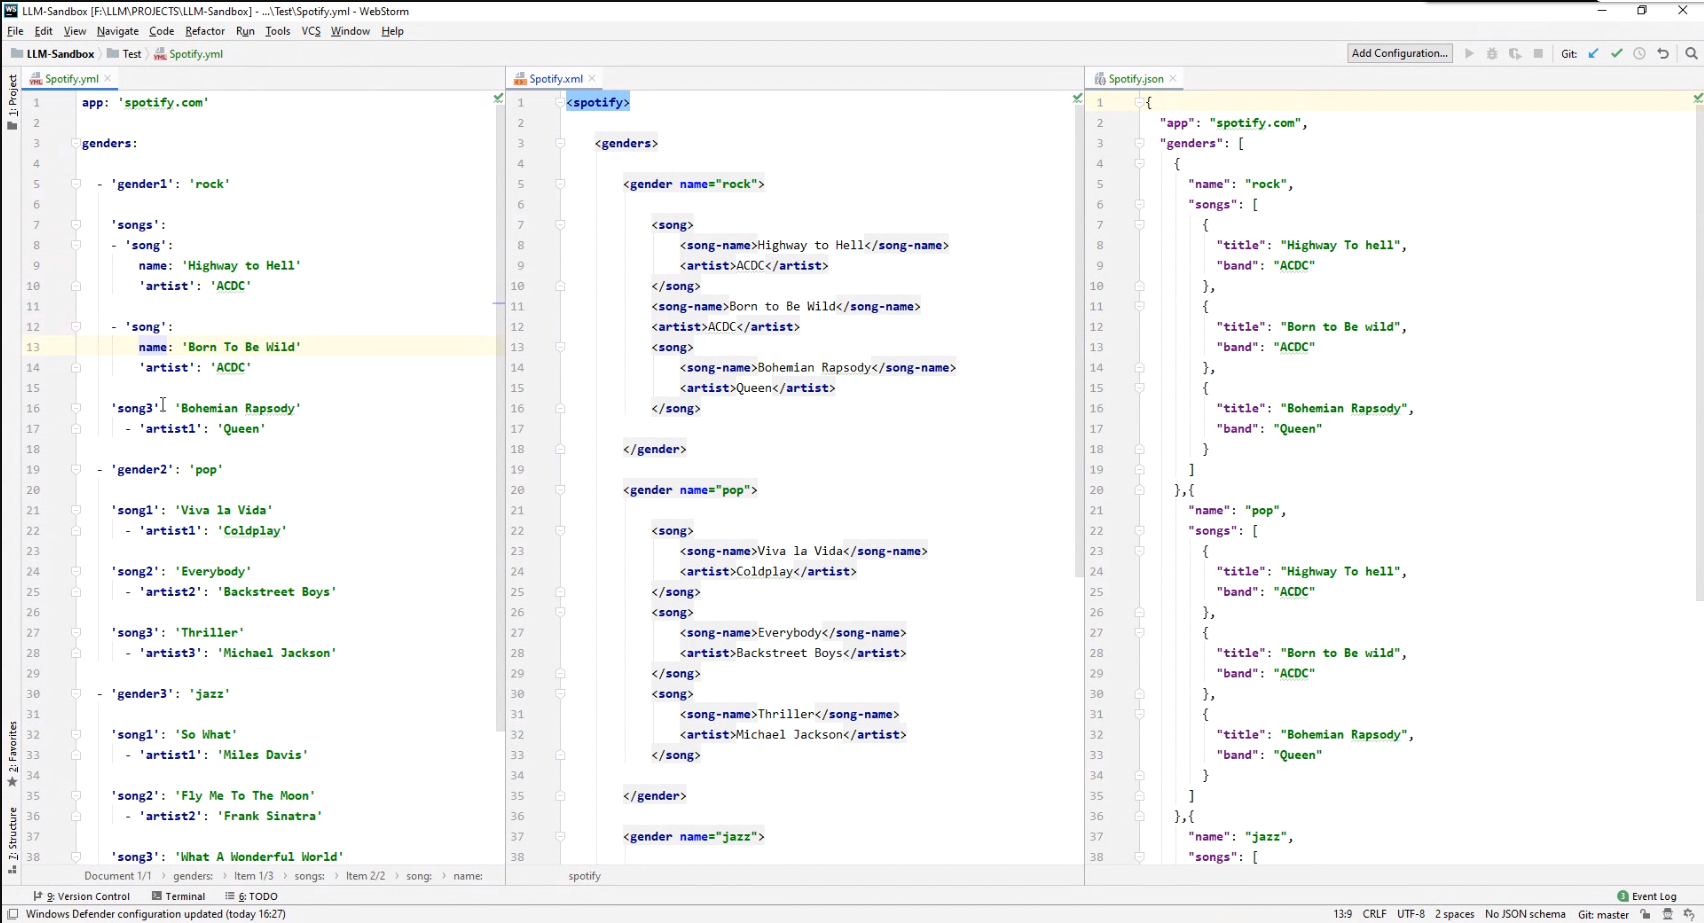 LLM-Sandbox [F:\LLM\PROJECTS\LLM-Sandbox] - ...\Test\Spotify.yml - WebStorm
File Edit View Navigate Code Refactor Run Tools VCS Window Help
LLM-Sandbox Test Spotify.yml
Add Configuration... Git:
1: Project
2: Favorites
7: Structure
Spotify.yml
1 app: 'spotify.com'
2
3 genders:
4
5 - 'gender1': 'rock'
6
7 'songs':
8 - 'song':
9 name: 'Highway to Hell'
10 'artist': 'ACDC'
11
12 - 'song':
13 name: 'Born To Be Wild'
14 'artist': 'ACDC'
15
16 'song3' 'Bohemian Rapsody'
17 - 'artist1': 'Queen'
18
19 - 'gender2': 'pop'
20
21 'song1': 'Viva la Vida'
22 - 'artist1': 'Coldplay'
23
24 'song2': 'Everybody'
25 - 'artist2': 'Backstreet Boys'
26
27 'song3': 'Thriller'
28 - 'artist3': 'Michael Jackson'
29
30 - 'gender3': 'jazz'
31
32 'song1': 'So What'
33 - 'artist1': 'Miles Davis'
34
35 'song2': 'Fly Me To The Moon'
36 - 'artist2': 'Frank Sinatra'
37
38 'song3': 'What A Wonderful World'
Document 1/1 › genders: › Item 1/3 › songs: › Item 2/2 › song: › name:
Spotify.xml
1 <spotify>
2
3 <genders>
4
5 <gender name="rock">
6
7 <song>
8 <song-name>Highway to Hell</song-name>
9 <artist>ACDC</artist>
10 </song>
11 <song-name>Born to Be Wild</song-name>
12 <artist>ACDC</artist>
13 <song>
14 <song-name>Bohemian Rapsody</song-name>
15 <artist>Queen</artist>
16 </song>
17
18 </gender>
19
20 <gender name="pop">
21
22 <song>
23 <song-name>Viva la Vida</song-name>
24 <artist>Coldplay</artist>
25 </song>
26 <song>
27 <song-name>Everybody</song-name>
28 <artist>Backstreet Boys</artist>
29 </song>
30 <song>
31 <song-name>Thriller</song-name>
32 <artist>Michael Jackson</artist>
33 </song>
34
35 </gender>
36
37 <gender name="jazz">
38
spotify
Spotify.json
1 {
2 "app": "spotify.com",
3 "genders": [
4 {
5 "name": "rock",
6 "songs": [
7 {
8 "title": "Highway To hell",
9 "band": "ACDC"
10 },
11 {
12 "title": "Born to Be wild",
13 "band": "ACDC"
14 },
15 {
16 "title": "Bohemian Rapsody",
17 "band": "Queen"
18 }
19 ]
20 },{
21 "name": "pop",
22 "songs": [
23 {
24 "title": "Highway To hell",
25 "band": "ACDC"
26 },
27 {
28 "title": "Born to Be wild",
29 "band": "ACDC"
30 },
31 {
32 "title": "Bohemian Rapsody",
33 "band": "Queen"
34 }
35 ]
36 },{
37 "name": "jazz",
38 "songs": [
9: Version Control Terminal 6: TODO 3 Event Log
Windows Defender configuration updated (today 16:27) 13:9 CRLF UTF-8 2 spaces No JSON schema Git: master